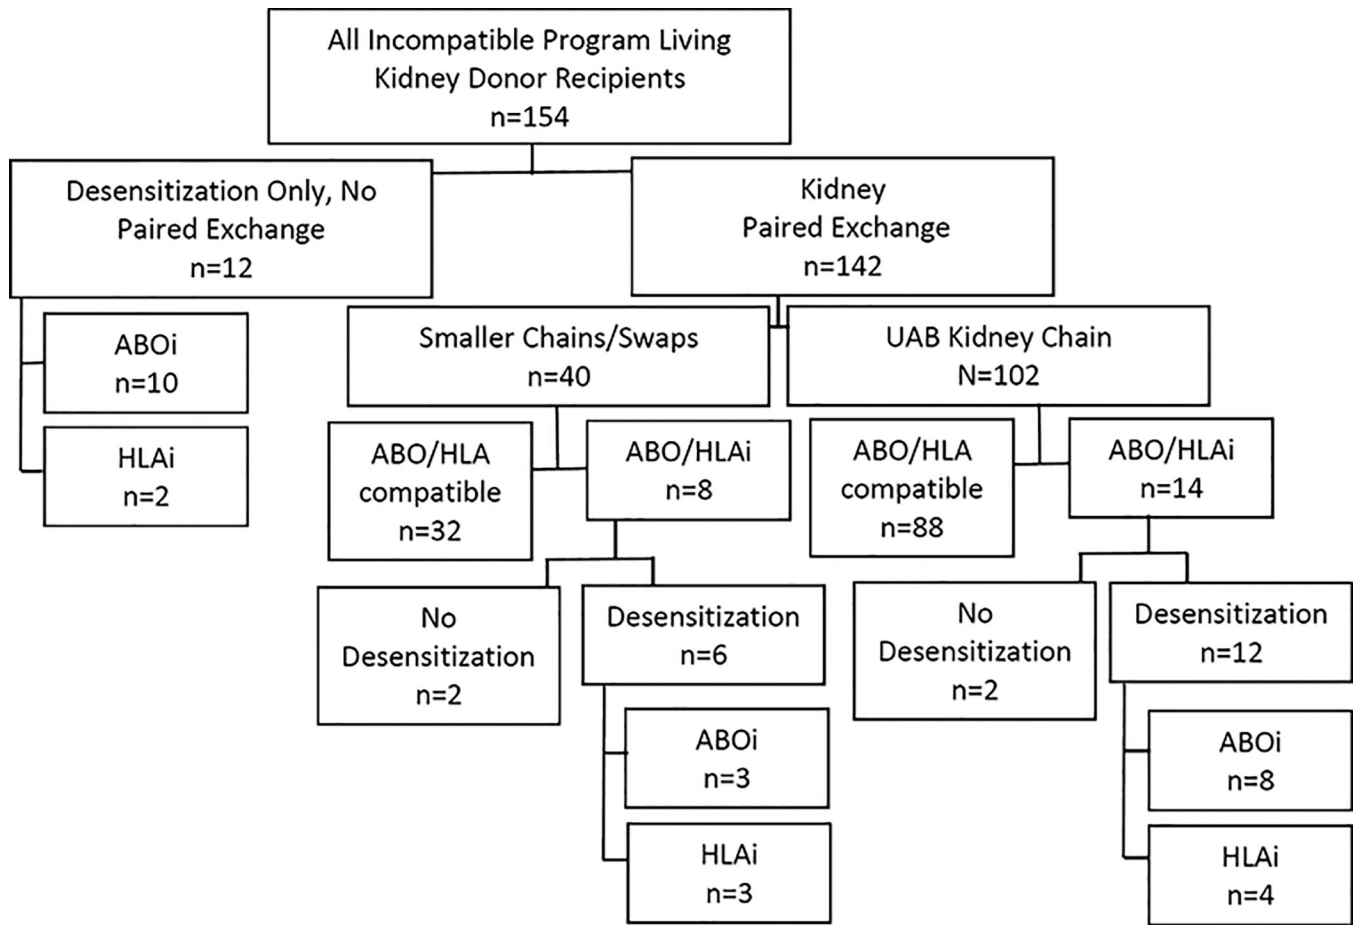 All Incompatible Program Living
Kidney Donor Recipients
n=154
Desensitization Only, No
Paired Exchange
n=12
Kidney
Paired Exchange
n=142
ABOi
n=10
HLAi
n=2
Smaller Chains/Swaps
n=40
UAB Kidney Chain
N=102
ABO/HLA
compatible
n=32
ABO/HLAi
n=8
ABO/HLA
compatible
n=88
ABO/HLAi
n=14
No
Desensitization
n=2
Desensitization
n=6
ABOi
n=3
HLAi
n=3
No
Desensitization
n=2
Desensitization
n=12
ABOi
n=8
HLAi
n=4